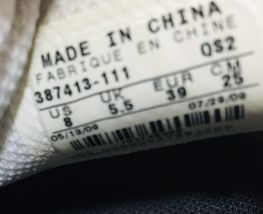 MADE IN CHINA
FABRIQUE EN CHINE
387413-111 QS2
US UK EUR CM
8 5.5 39 25
05/13/09 07/29/09